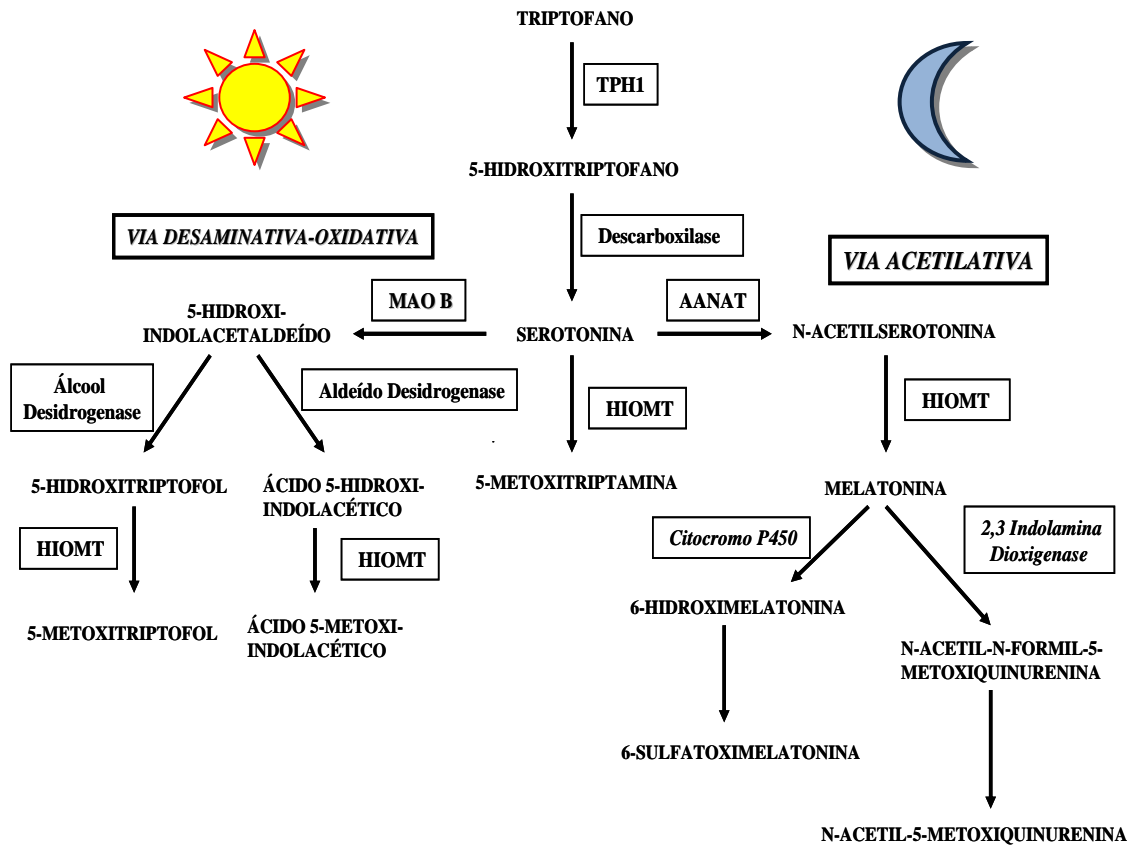 TRIPTOFANO
TPH1
5-HIDROXITRIPTOFANO
VIA DESAMINATIVA-OXIDATIVA
Descarboxilase
VIA ACETILATIVA
MAO B
AANAT
5-HIDROXI-
INDOLACETALDEÍDO
SEROTONINA
N-ACETILSEROTONINA
Álcool
Desidrogenase
Aldeído Desidrogenase
HIOMT
HIOMT
5-HIDROXITRIPTOFOL
ÁCIDO 5-HIDROXI-
INDOLACÉTICO
5-METOXITRIPTAMINA
MELATONINA
HIOMT
HIOMT
Citocromo P450
2,3 Indolamina
Dioxigenase
6-HIDROXIMELATONINA
5-METOXITRIPTOFOL
ÁCIDO 5-METOXI-
INDOLACÉTICO
N-ACETIL-N-FORMIL-5-
METOXIQUINURENINA
6-SULFATOXIMELATONINA
N-ACETIL-5-METOXIQUINURENINA